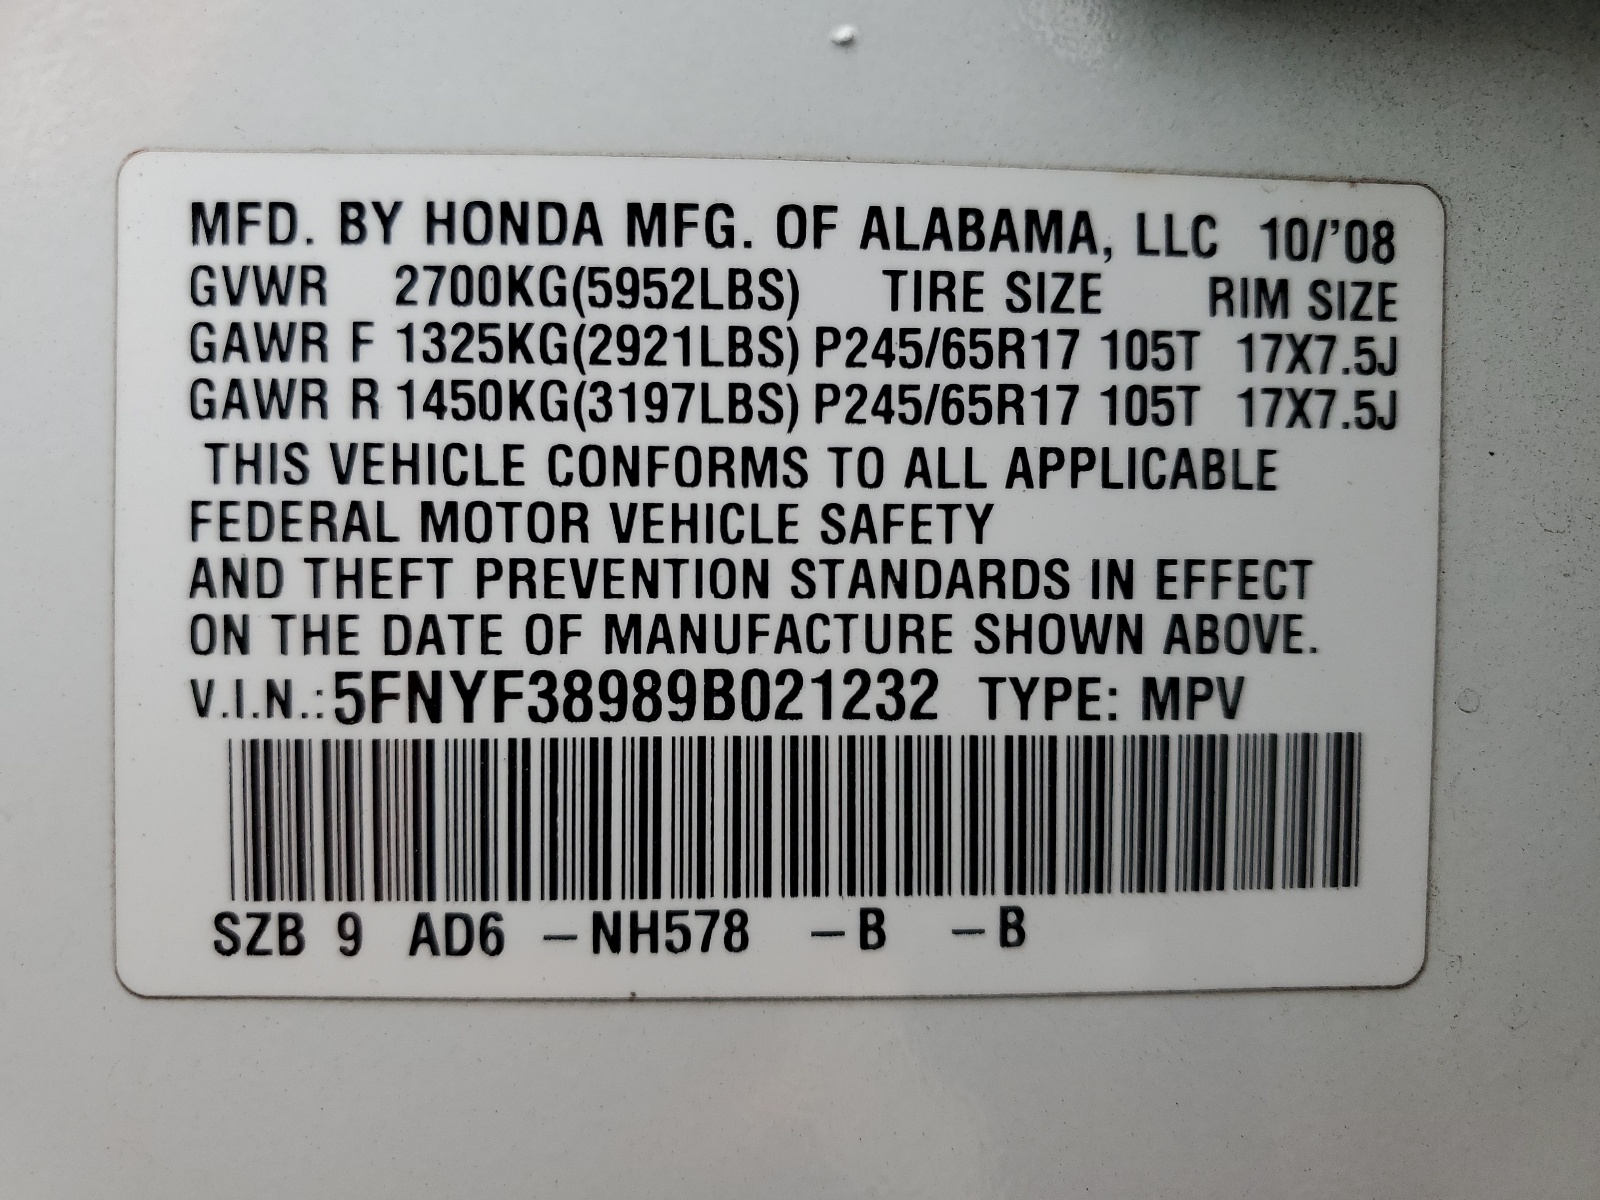 MFD. BY HONDA MFG. OF ALABAMA, LLC 10/'08
GVWR 2700KG(5952LBS) TIRE SIZE RIM SIZE
GAWR F 1325KG(2921LBS) P245/65R17 105T 17X7.5J
GAWR R 1450KG(3197LBS) P245/65R17 105T 17X7.5J
THIS VEHICLE CONFORMS TO ALL APPLICABLE
FEDERAL MOTOR VEHICLE SAFETY
AND THEFT PREVENTION STANDARDS IN EFFECT
ON THE DATE OF MANUFACTURE SHOWN ABOVE.
V.I.N.: 5FNYF38989B021232 TYPE: MPV
SZB 9 AD6 –NH578 –B –B